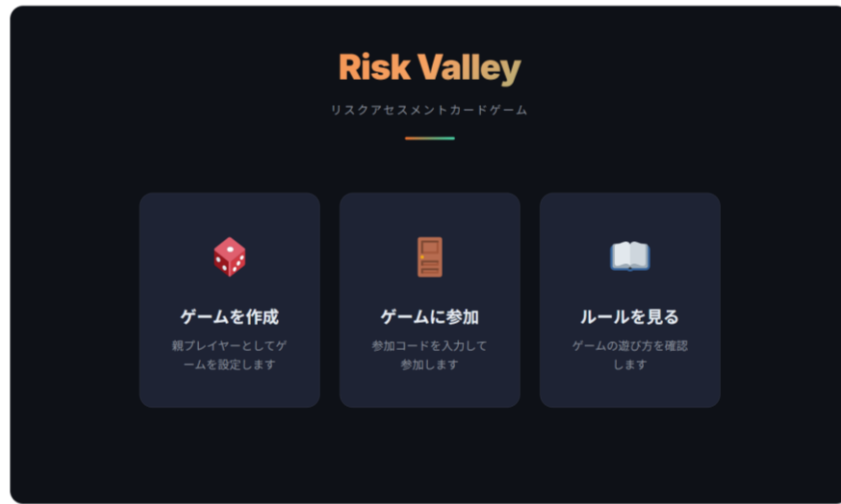 Risk Valley
リスクアセスメントカードゲーム
ゲームを作成
親プレイヤーとしてゲ
ームを設定します
ゲームに参加
参加コードを入力して
参加します
ルールを見る
ゲームの遊び方を確認
します